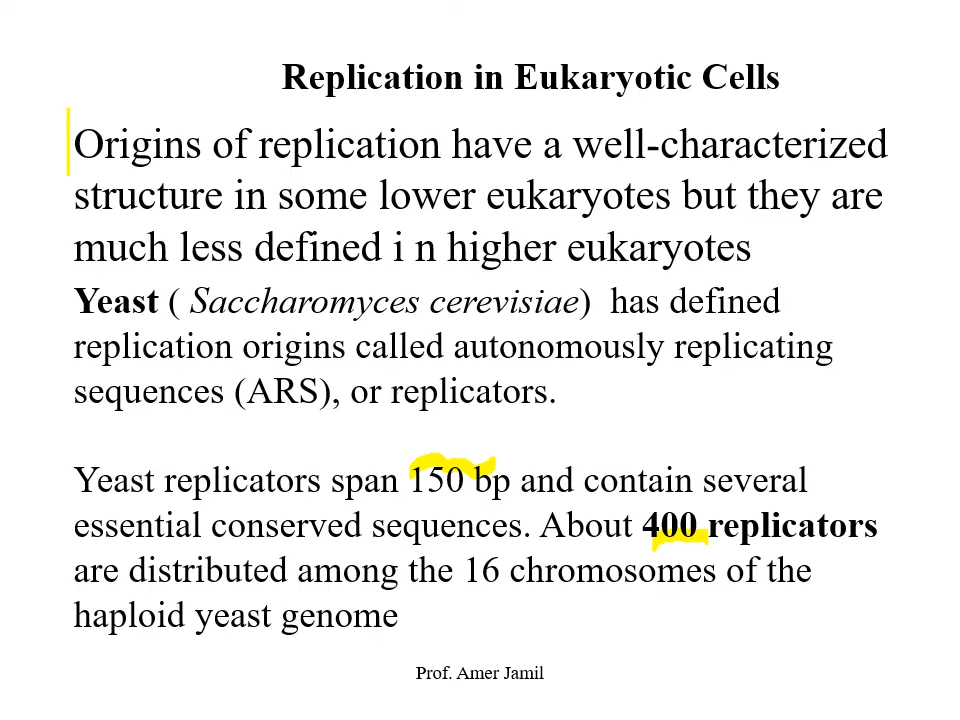 Replication in Eukaryotic Cells
Origins of replication have a well-characterized
structure in some lower eukaryotes but they are
much less defined i n higher eukaryotes
Yeast ( Saccharomyces cerevisiae)  has defined
replication origins called autonomously replicating
sequences (ARS), or replicators.
Yeast replicators span 150 bp and contain several
essential conserved sequences. About 400 replicators
are distributed among the 16 chromosomes of the
haploid yeast genome
Prof. Amer Jamil